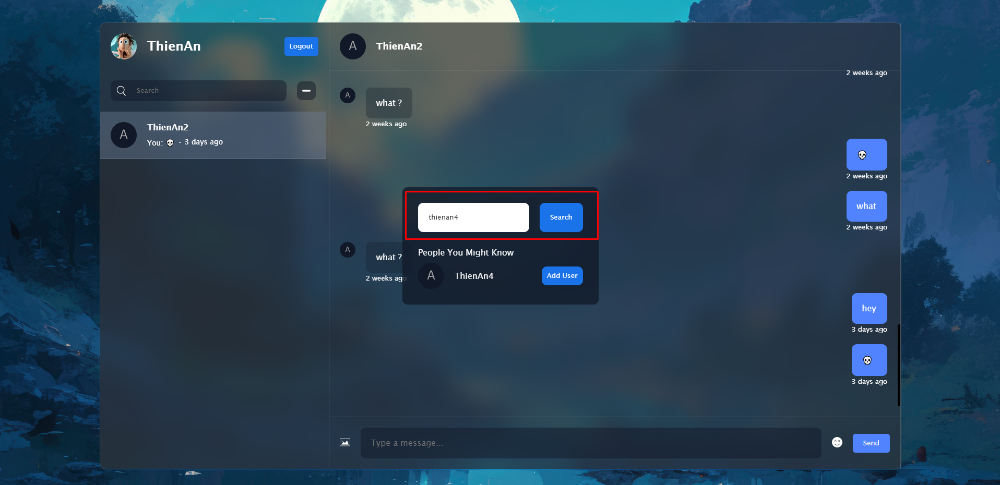 ThienAn
Logout
Search
ThienAn2
You: 💀 · 3 days ago
A
A
ThienAn2
2 weeks ago
A
what ?
2 weeks ago
💀
2 weeks ago
what
2 weeks ago
A
what ?
2 weeks ago
thienan4
Search
People You Might Know
A
ThienAn4
Add User
hey
3 days ago
💀
3 days ago
Type a message...
Send